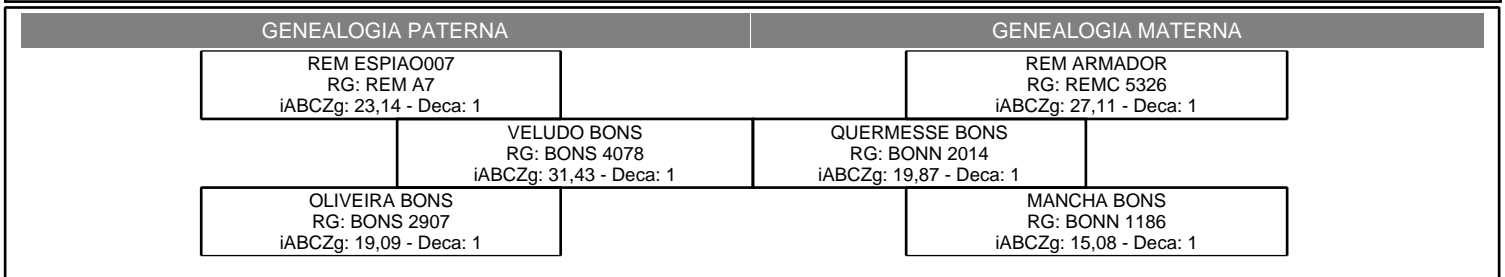 GENEALOGIA PATERNA
GENEALOGIA MATERNA
REM ESPIAO007
RG: REM A7
iABCZg: 23,14 - Deca: 1
REM ARMADOR
RG: REMC 5326
iABCZg: 27,11 - Deca: 1
VELUDO BONS
RG: BONS 4078
iABCZg: 31,43 - Deca: 1
QUERMESSE BONS
RG: BONN 2014
iABCZg: 19,87 - Deca: 1
OLIVEIRA BONS
RG: BONS 2907
iABCZg: 19,09 - Deca: 1
MANCHA BONS
RG: BONN 1186
iABCZg: 15,08 - Deca: 1